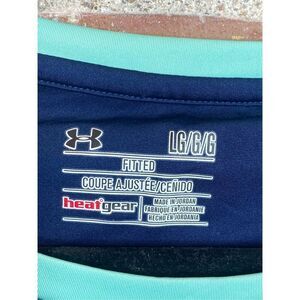 LG/G/G
FITTED
COUPE AJUSTÉE/CEÑIDO
heatgear
MADE IN JORDAN
FABRIQUÉ EN JORDANIE
HECHO EN JORDANIA